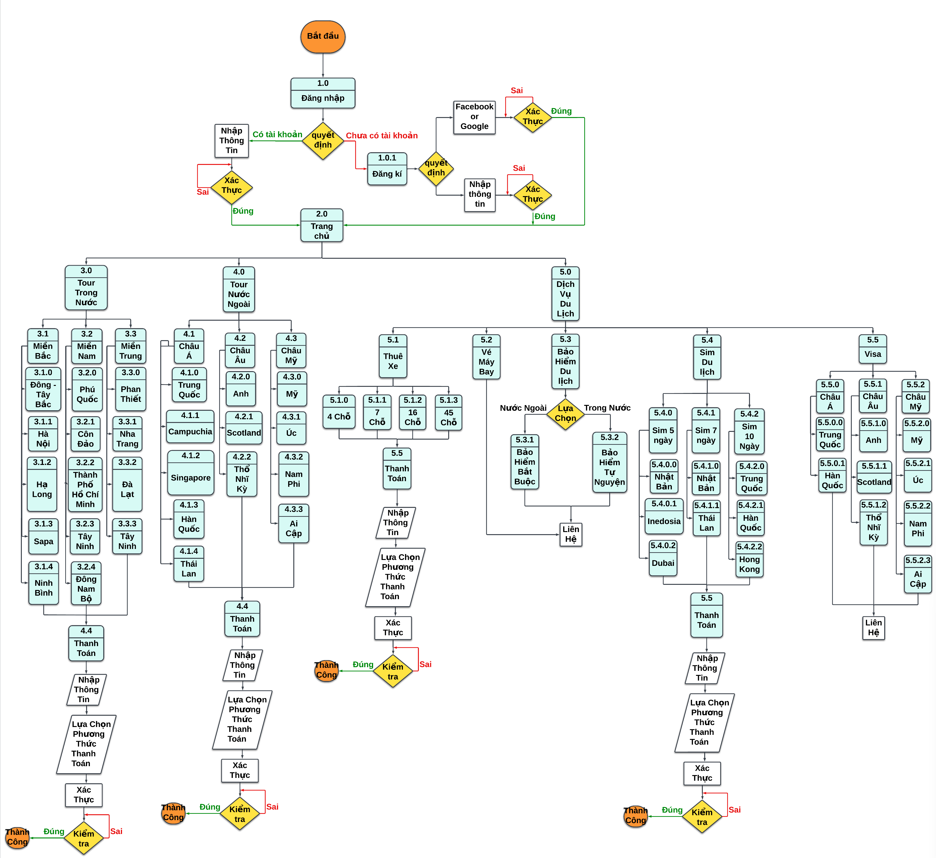 Bắt đầu
1.0
Đăng nhập
Nhập
Thông
Tin
Có tài khoản
quyết
định
Chưa có tài khoản
Facebook
or
Google
Sai
Xác
Thực
Đúng
1.0.1
Đăng kí
quyết
định
Sai
Xác
Thực
Nhập
thông
tin
Sai
Xác
Thực
Đúng
Đúng
2.0
Trang
chủ
3.0
Tour
Trong
Nước
4.0
Tour
Nước
Ngoài
5.0
Dịch
Vụ
Du
Lịch
3.1
Miền
Bắc
3.2
Miền
Nam
3.3
Miền
Trung
3.1.0
Đông -
Tây
Bắc
3.2.0
Phú
Quốc
3.3.0
Phan
Thiết
3.1.1
Hà
Nội
3.2.1
Côn
Đảo
3.3.1
Nha
Trang
3.1.2
Hạ
Long
3.2.2
Thành
Phố
Hồ Chí
Minh
3.3.2
Đà
Lạt
3.1.3
Sapa
3.2.3
Tây
Ninh
3.3.3
Tây
Ninh
3.1.4
Ninh
Bình
3.2.4
Đông
Nam
Bộ
4.4
Thanh
Toán
Nhập
Thông
Tin
Lựa Chọn
Phương
Thức
Thanh
Toán
Xác
Thực
Kiểm
tra
Đúng
Sai
Thành
Công
4.1
Châu
Á
4.2
Châu
Âu
4.3
Châu
Mỹ
4.1.0
Trung
Quốc
4.2.0
Anh
4.3.0
Mỹ
4.1.1
Campuchia
4.2.1
Scotland
4.3.1
Úc
4.1.2
Singapore
4.2.2
Thổ
Nhĩ
Kỳ
4.3.2
Nam
Phi
4.1.3
Hàn
Quốc
4.3.3
Ai
Cập
4.1.4
Thái
Lan
4.4
Thanh
Toán
Nhập
Thông
Tin
Lựa Chọn
Phương
Thức
Thanh
Toán
Xác
Thực
Kiểm
tra
Đúng
Sai
Thành
Công
5.1
Thuê
Xe
5.2
Vé
Máy
Bay
5.3
Bảo
Hiểm
Du
lịch
5.4
Sim
Du
lịch
5.5
Visa
5.1.0
4 Chỗ
5.1.1
7
Chỗ
5.1.2
16
Chỗ
5.1.3
45
Chỗ
5.5
Thanh
Toán
Nhập
Thông
Tin
Lựa Chọn
Phương
Thức
Thanh
Toán
Xác
Thực
Kiểm
tra
Đúng
Sai
Thành
Công
Nước Ngoài
Lựa
Chọn
Trong Nước
5.3.1
Bảo
Hiểm
Bắt
Buộc
5.3.2
Bảo
Hiểm
Tự
Nguyện
Liên
Hệ
5.4.0
Sim 5
ngày
5.4.1
Sim 7
ngày
5.4.2
Sim
10
Ngày
5.4.0.0
Nhật
Bản
5.4.1.0
Nhật
Bản
5.4.2.0
Trung
Quốc
5.4.0.1
Inedosia
5.4.1.1
Thái
Lan
5.4.2.1
Hàn
Quốc
5.4.0.2
Dubai
5.4.2.2
Hong
Kong
5.5
Thanh
Toán
Nhập
Thông
Tin
Lựa Chọn
Phương
Thức
Thanh
Toán
Xác
Thực
Kiểm
tra
Đúng
Sai
Thành
Công
5.5.0
Châu
Á
5.5.1
Châu
Âu
5.5.2
Châu
Mỹ
5.5.0.0
Trung
Quốc
5.5.1.0
Anh
5.5.2.0
Mỹ
5.5.0.1
Hàn
Quốc
5.5.1.1
Scotland
5.5.2.1
Úc
5.5.1.2
Thổ
Nhĩ
Kỳ
5.5.2.2
Nam
Phi
5.5.2.3
Ai
Cập
Liên
Hệ